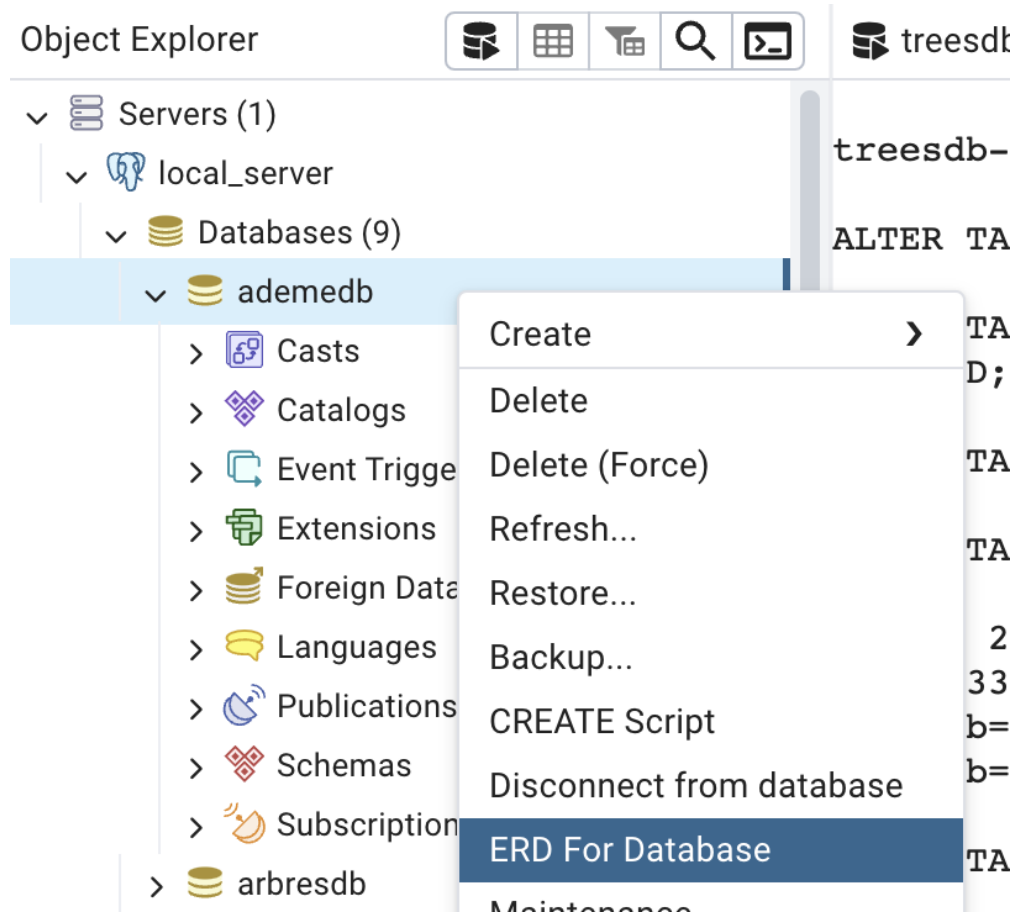 Object Explorer
treesdb
Servers (1)
treesdb-
local_server
Databases (9)
ALTER TA
ademedb
Create
TA
Casts
D;
Delete
Catalogs
Delete (Force)
TA
Event Trigge
Refresh...
Extensions
TA
Restore...
Foreign Data
Languages
2
Backup...
33
Publications
CREATE Script
b=
Schemas
b=
Disconnect from database
Subscription
ERD For Database
TA
arbresdb
Maintenance